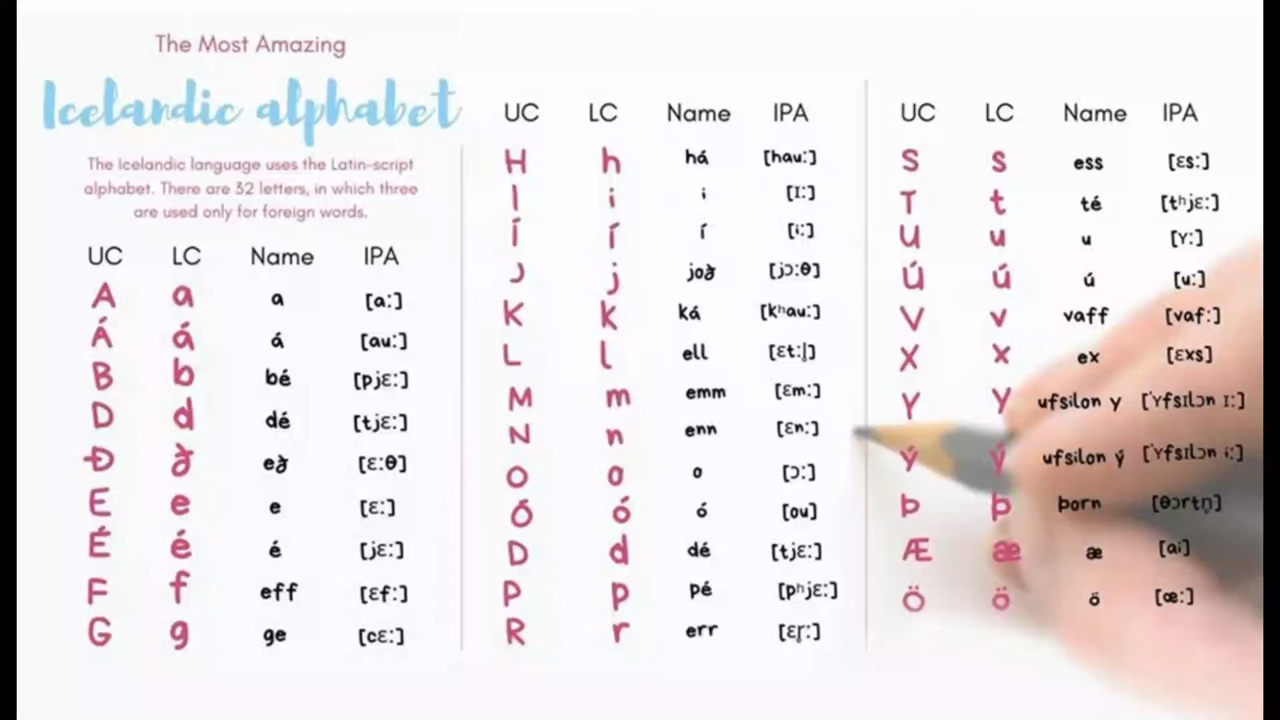 The Most Amazing
Icelandic alphabet
The Icelandic language uses the Latin-script
alphabet. There are 32 letters, in which three
are used only for foreign words.
UC LC Name IPA
A a a [aː]
Á á á [auː]
B b bé [pjɛː]
D d dé [tjɛː]
Ð ð eð [ɛːθ]
E e e [ɛː]
É é é [jɛː]
F f eff [ɛfː]
G g ge [cɛː]
UC LC Name IPA
H h há [hauː]
I i i [ɪː]
Í í í [iː]
J j joð [jɔːθ]
K k ká [kʰauː]
L l ell [ɛtːl̥]
M m emm [ɛmː]
N n enn [ɛnː]
O o o [ɔː]
Ó ó ó [ou]
D d dé [tjɛː]
P p pé [pʰjɛː]
R r err [ɛr̥ː]
UC LC Name IPA
S s ess [ɛsː]
T t té [tʰjɛː]
U u u [ʏː]
Ú ú ú [uː]
V v vaff [vafː]
X x ex [ɛxs]
Y y ufsilon y [ˈʏfsɪlɔn ɪː]
Ý ý ufsilon ý [ˈʏfsɪlɔn iː]
Þ þ þorn [θɔrtn̥]
Æ æ æ [ai]
Ö ö ö [œː]